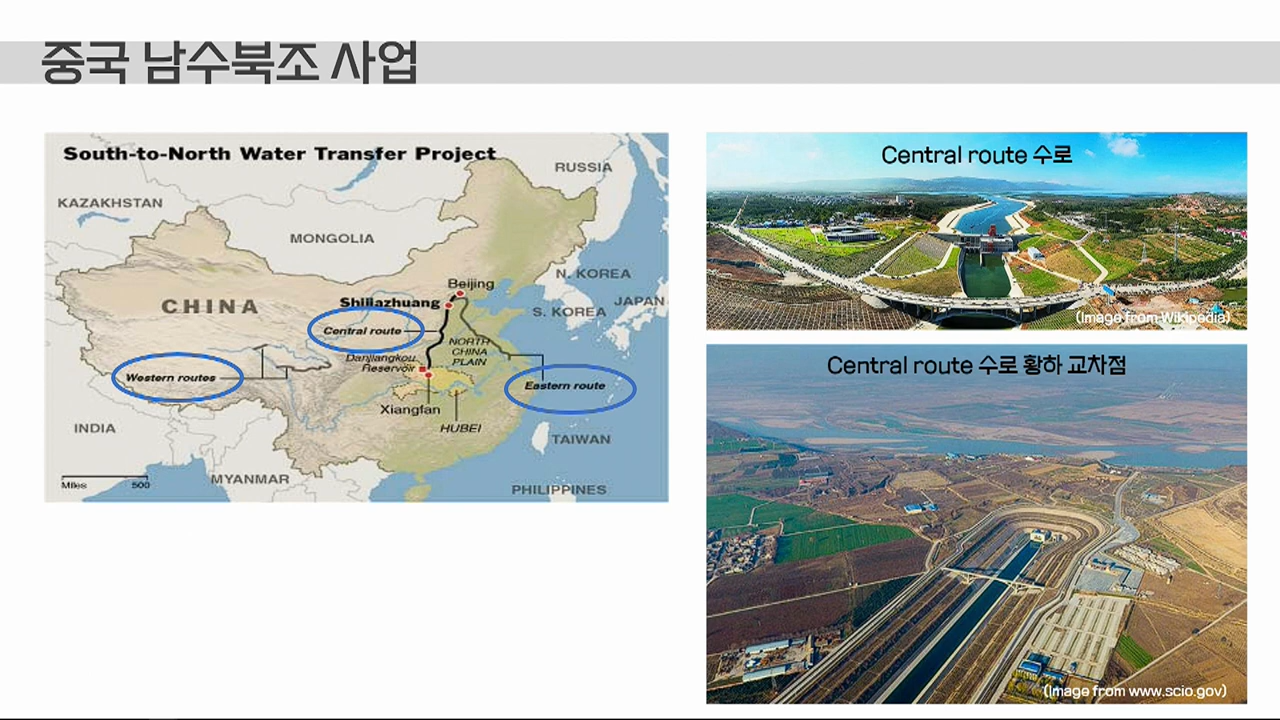 중국 남수북조 사업
South-to-North Water Transfer Project
RUSSIA
KAZAKHSTAN
MONGOLIA
CHINA
Beijing
Shijiazhuang
N. KOREA
JAPAN
S. KOREA
Central route
NORTH
CHINA
PLAIN
Danjiangkou
Reservoir
Western routes
Eastern route
Xiangfan
HUBEI
INDIA
TAIWAN
MYANMAR
Miles 500
PHILIPPINES
Central route 수로
(Image from Wikipedia)
Central route 수로 황하 교차점
(Image from www.scio.gov)